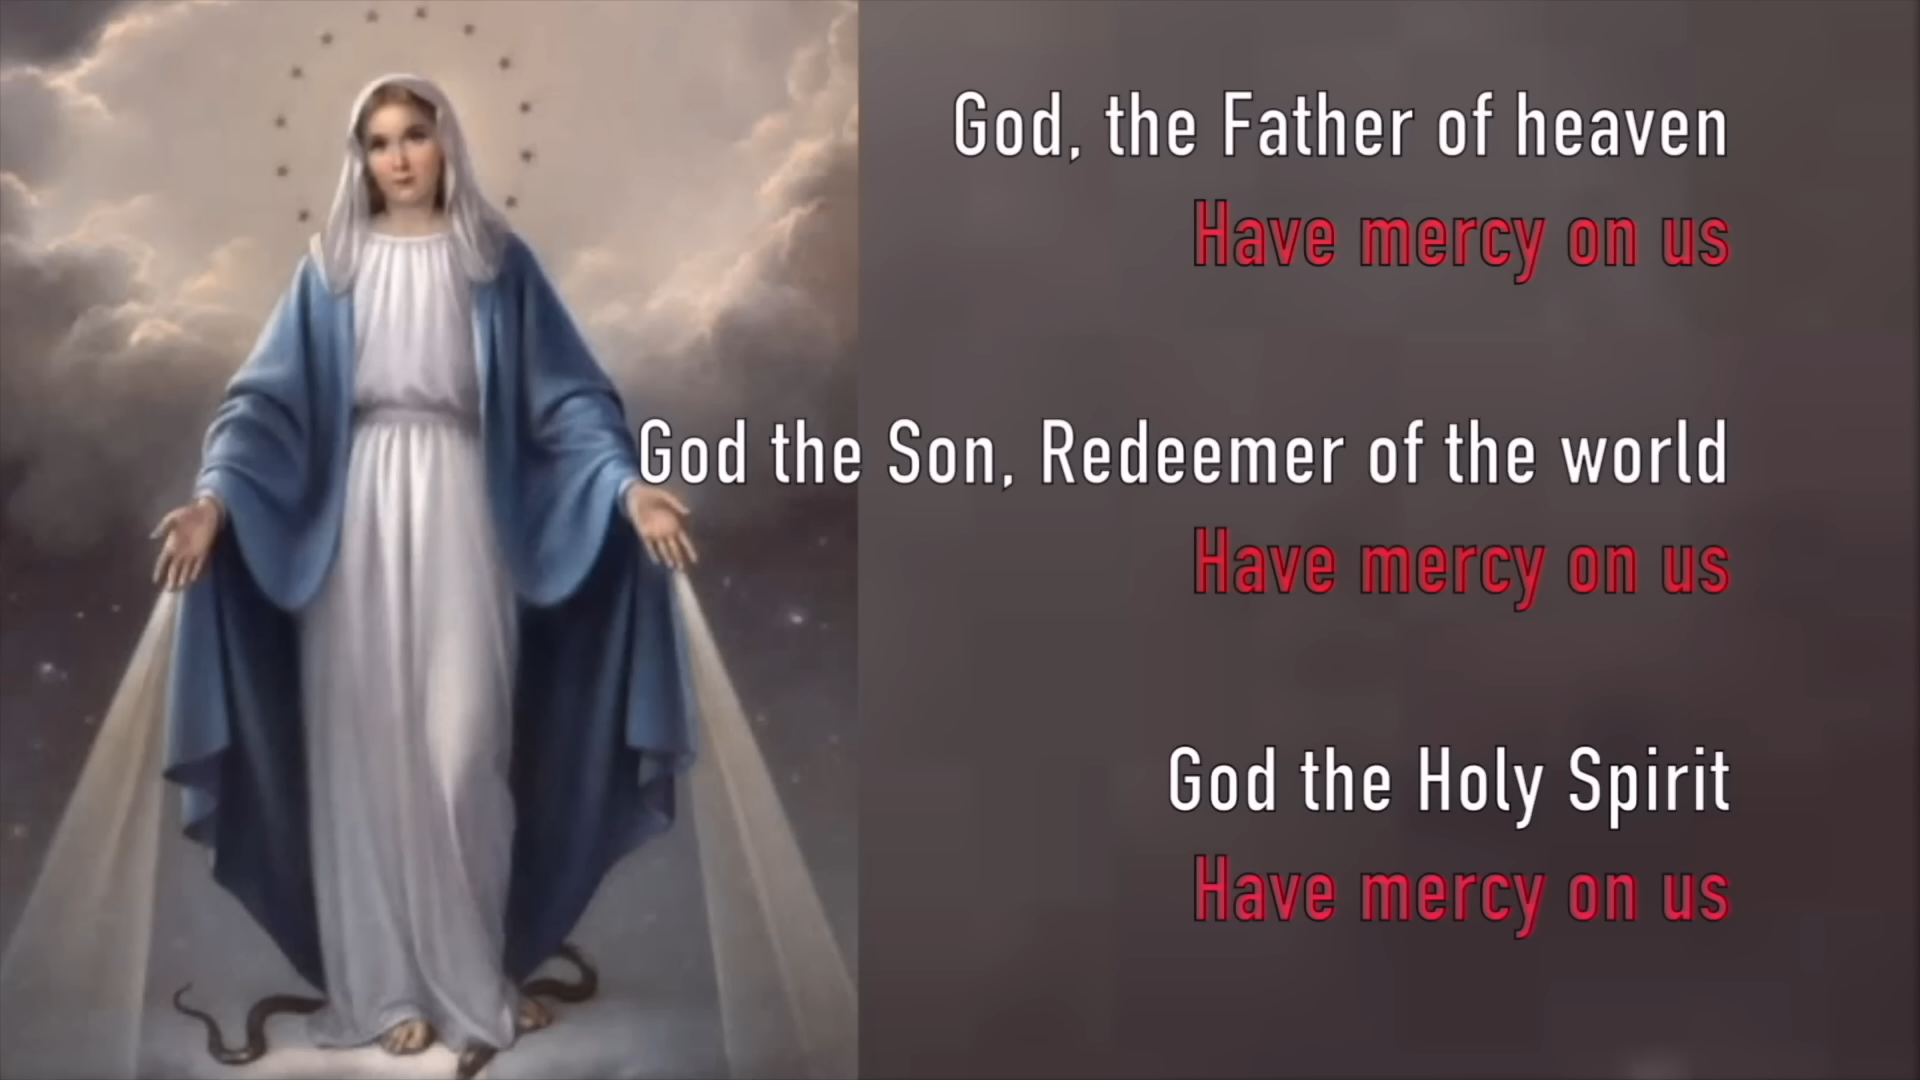 God, the Father of heaven
Have mercy on us
God the Son, Redeemer of the world
Have mercy on us
God the Holy Spirit
Have mercy on us